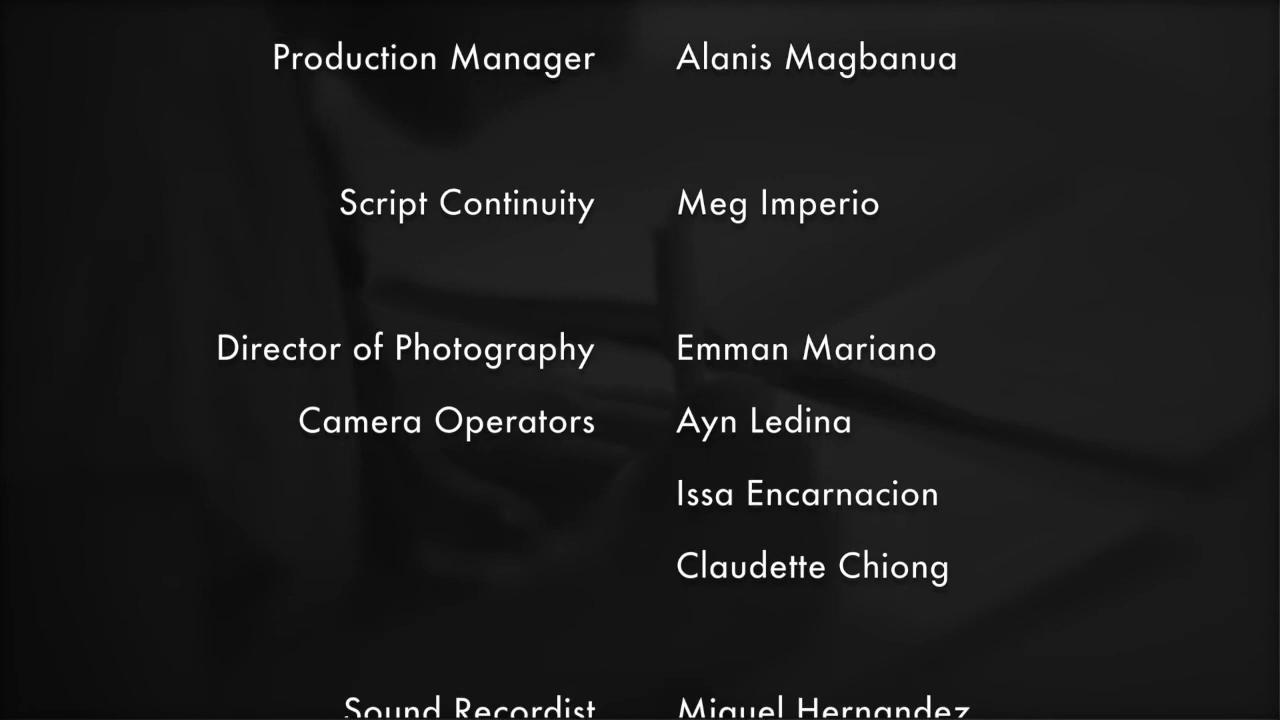 Production Manager Alanis Magbanua
Script Continuity Meg Imperio
Director of Photography Emman Mariano
Camera Operators Ayn Ledina
Issa Encarnacion
Claudette Chiong
Sound Recordist Miguel Hernandez